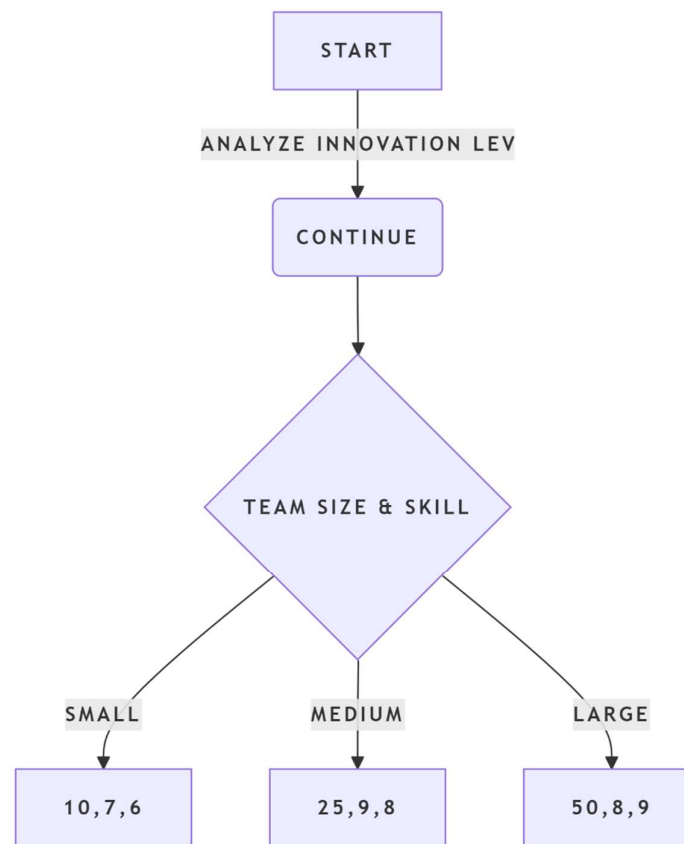 START
ANALYZE INNOVATION LEV
CONTINUE
TEAM SIZE & SKILL
SMALL
MEDIUM
LARGE
10,7,6
25,9,8
50,8,9